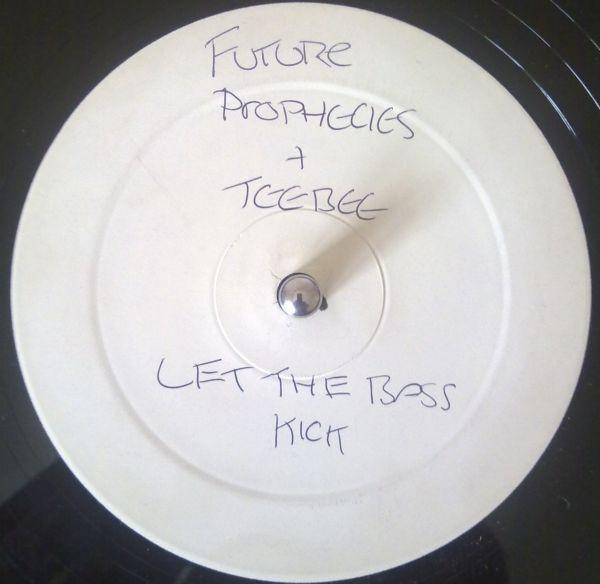 FUTURE
PROPHECIES
+
TEEBEE
LET THE BASS
KICK